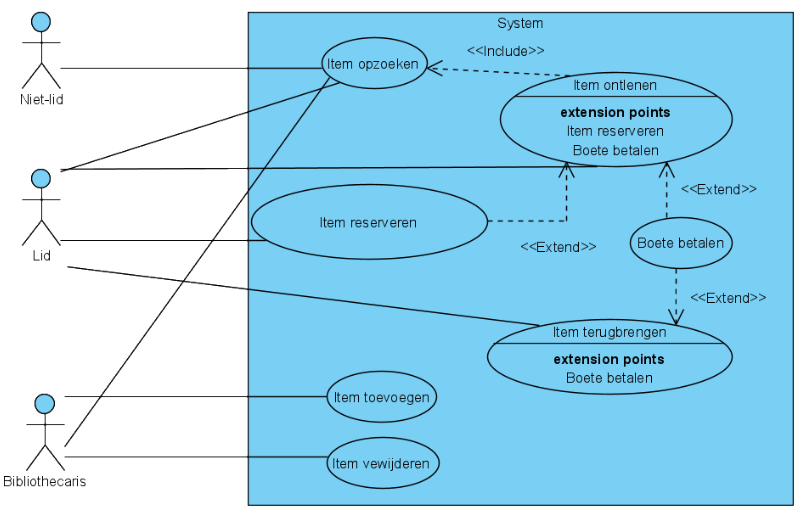 System
<<Include>>
Item opzoeken
Item ontlenen
Niet-lid
extension points
Item reserveren
Boete betalen
<<Extend>>
Item reserveren
Boete betalen
<<Extend>>
Lid
<<Extend>>
Item terugbrengen
extension points
Boete betalen
Item toevoegen
Item vewijderen
Bibliothecaris